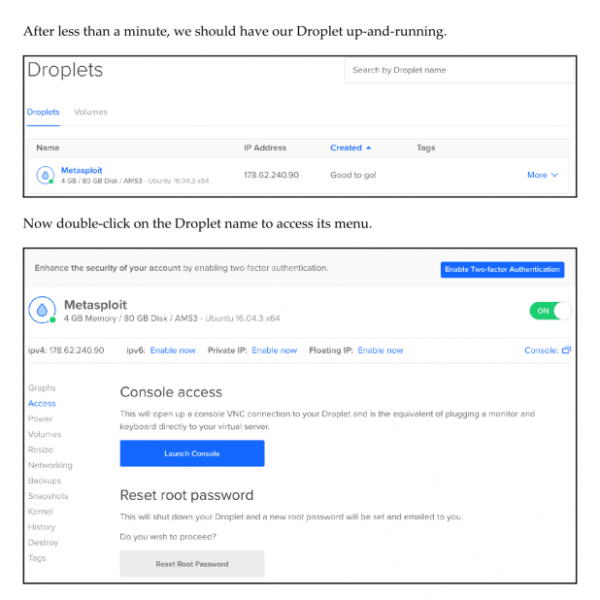 After less than a minute, we should have our Droplet up-and-running.
Droplets
Search by Droplet name
Droplets Volumes
Name IP Address Created Tags
Metasploit
4 GB / 80 GB Disk / AMS3 - Ubuntu 16.04.3 x64
178.62.240.90 Good to go! More
Now double-click on the Droplet name to access its menu.
Enhance the security of your account by enabling two-factor authentication. Enable Two-factor Authentication
Metasploit
4 GB Memory / 80 GB Disk / AMS3 - Ubuntu 16.04.3 x64
ON
ipv4: 178.62.240.90 ipv6: Enable now Private IP: Enable now Floating IP: Enable now Console:
Graphs
Access
Power
Volumes
Resize
Networking
Backups
Snapshots
Kernel
History
Destroy
Tags
Console access
This will open up a console VNC connection to your Droplet and is the equivalent of plugging a monitor and
keyboard directly to your virtual server.
Launch Console
Reset root password
This will shut down your Droplet and a new root password will be set and emailed to you.
Do you wish to proceed?
Reset Root Password